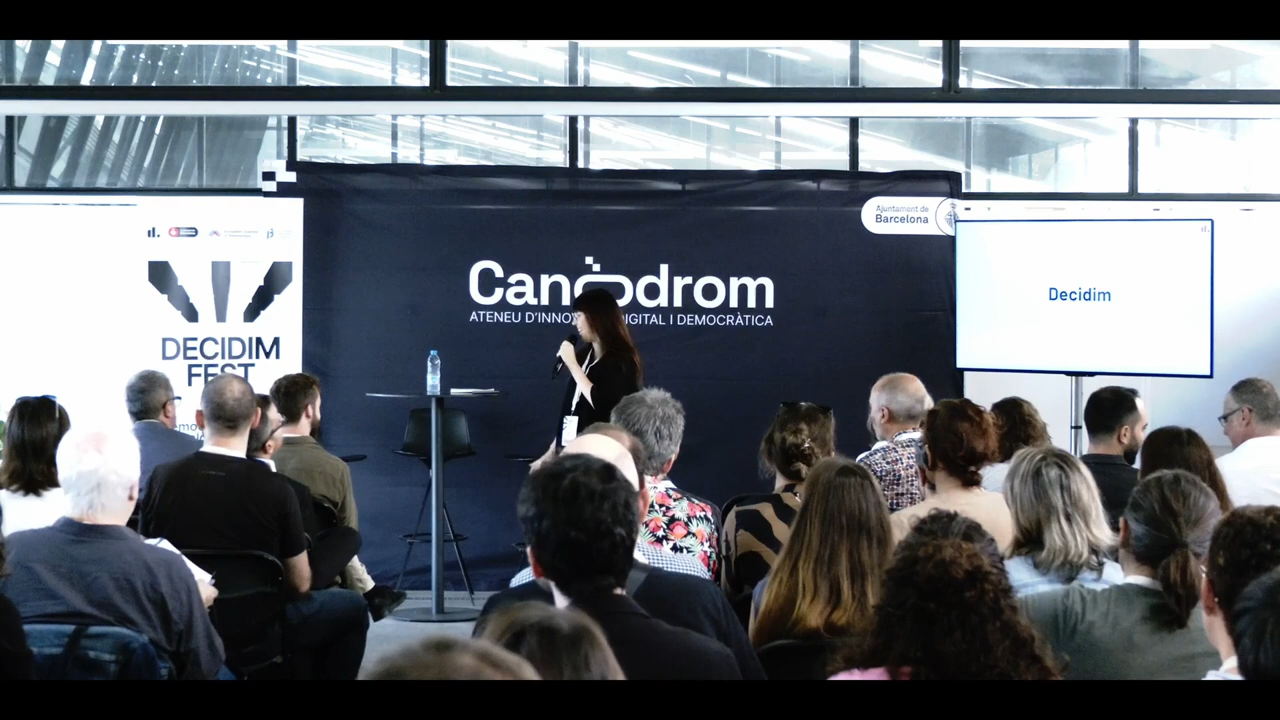 Ajuntament de
Barcelona
Canòdrom
ATENEU D'INNO DIGITAL I DEMOCRÀTICA
Decidim
DECIDIM
FEST